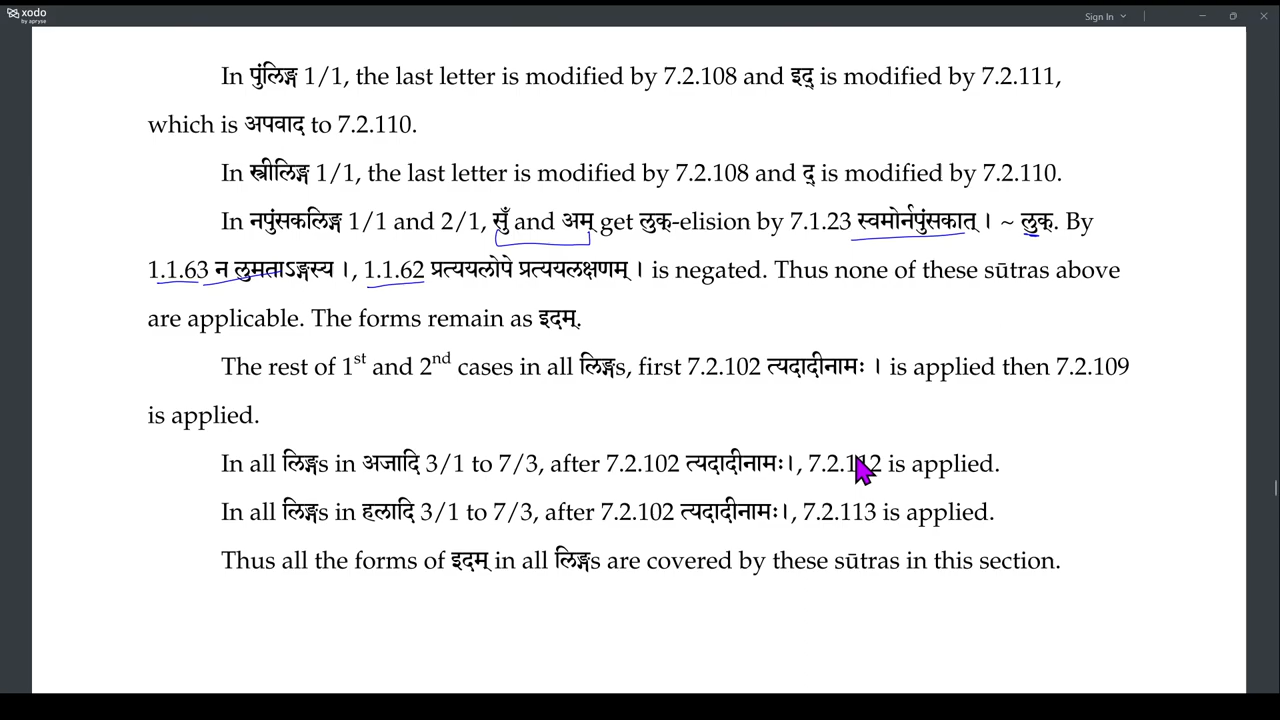 xodo
by apryse
Sign In
In पुंलिङ्ग 1/1, the last letter is modified by 7.2.108 and इद् is modified by 7.2.111,
which is अपवाद to 7.2.110.
In स्त्रीलिङ्ग 1/1, the last letter is modified by 7.2.108 and द् is modified by 7.2.110.
In नपुंसकलिङ्ग 1/1 and 2/1, सुँ and अम् get लुक्-elision by 7.1.23 स्वमोर्नपुंसकात् । ~ लुक्. By
1.1.63 न लुमताऽङ्गस्य ।, 1.1.62 प्रत्ययलोपे प्रत्ययलक्षणम् । is negated. Thus none of these sūtras above
are applicable. The forms remain as इदम्.
The rest of 1st and 2nd cases in all लिङ्गs, first 7.2.102 त्यदादीनामः । is applied then 7.2.109
is applied.
In all लिङ्गs in अजादि 3/1 to 7/3, after 7.2.102 त्यदादीनामः।, 7.2.112 is applied.
In all लिङ्गs in हलादि 3/1 to 7/3, after 7.2.102 त्यदादीनामः।, 7.2.113 is applied.
Thus all the forms of इदम् in all लिङ्गs are covered by these sūtras in this section.